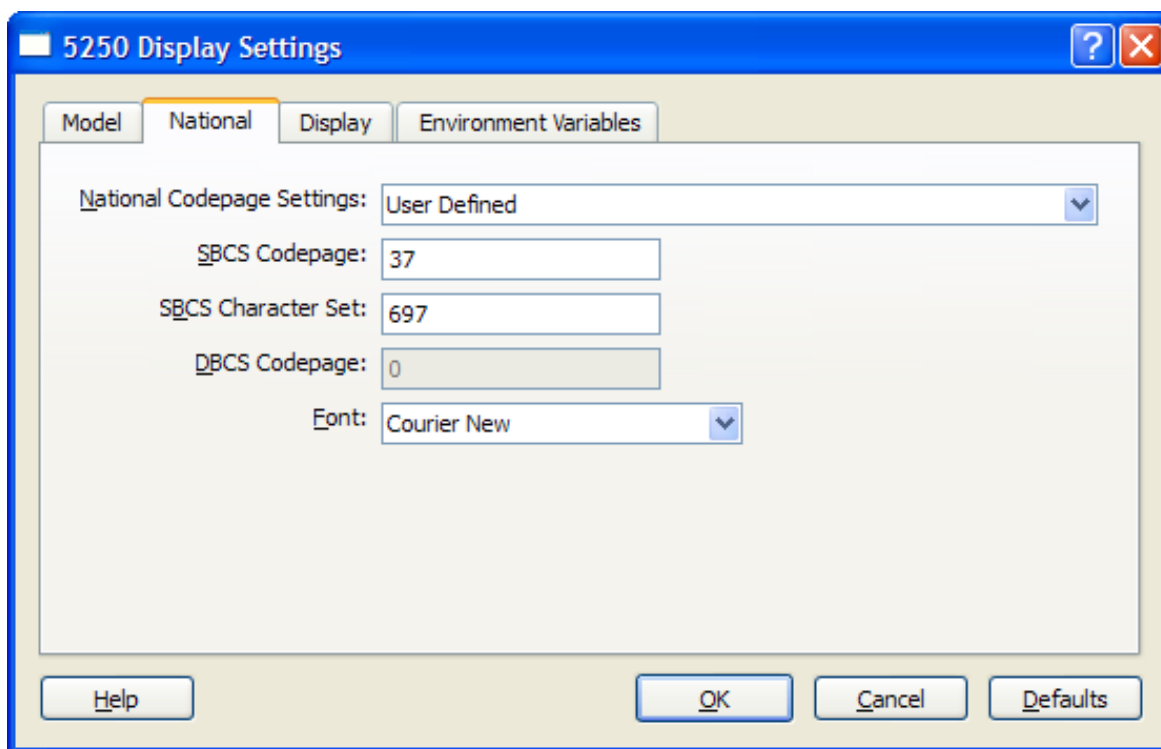 5250 Display Settings
Model National Display Environment Variables
National Codepage Settings: User Defined
SBCS Codepage: 37
SBCS Character Set: 697
DBCS Codepage: 0
Font: Courier New
Help OK Cancel Defaults